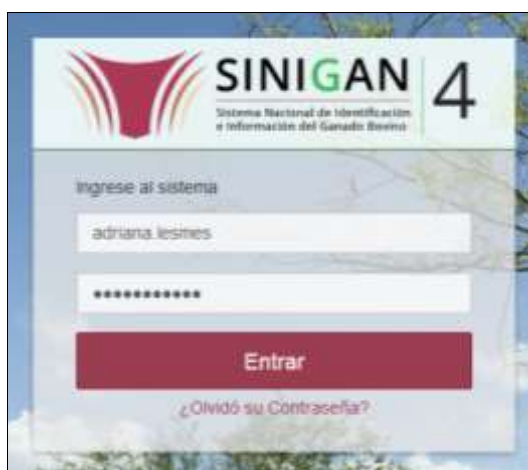 SINIGAN 4
Sistema Nacional de Identificación
e Información del Ganado Bovino
Ingrese al sistema
adriana.lesmes
•••••••••••
Entrar
¿Olvidó su Contraseña?